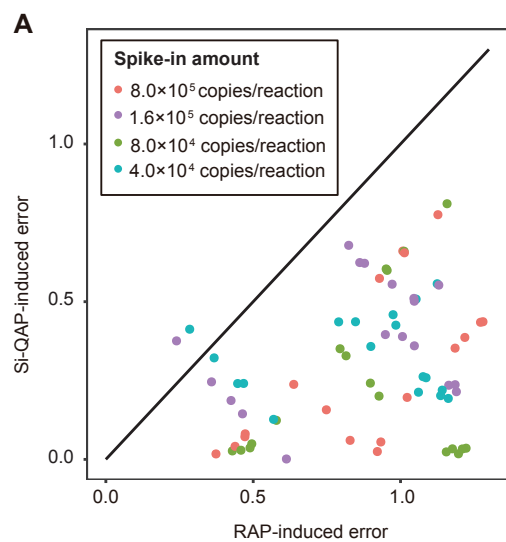 A
Spike-in amount
8.0×10⁵ copies/reaction
1.6×10⁵ copies/reaction
8.0×10⁴ copies/reaction
4.0×10⁴ copies/reaction
1.0
0.5
0.0
Si-QAP-induced error
0.0 0.5 1.0
RAP-induced error